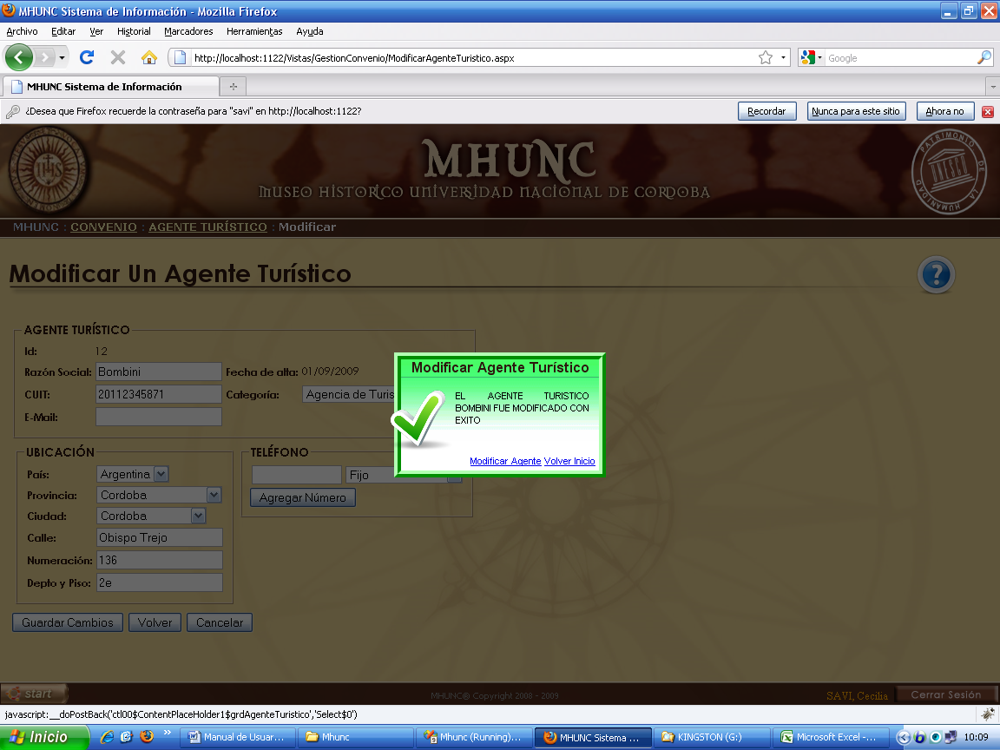 MHUNC Sistema de Información - Mozilla Firefox
Archivo Editar Ver Historial Marcadores Herramientas Ayuda
http://localhost:1122/Vistas/GestionConvenio/ModificarAgenteTuristico.aspx
Google
MHUNC Sistema de Información
¿Desea que Firefox recuerde la contraseña para "savi" en http://localhost:1122?
Recordar Nunca para este sitio Ahora no
MHUNC
MUSEO HISTORICO UNIVERSIDAD NACIONAL DE CORDOBA
PATRIMONIO DE LA HUMANIDAD
UNESCO
IHS
MHUNC : CONVENIO : AGENTE TURÍSTICO : Modificar
Modificar Un Agente Turístico
?
AGENTE TURÍSTICO
Id: 12
Razón Social: Bombini Fecha de alta: 01/09/2009
CUIT: 20112345871 Categoría: Agencia de Turis
E-Mail:
Modificar Agente Turístico
EL AGENTE TURISTICO
BOMBINI FUE MODIFICADO CON
EXITO
Modificar Agente Volver Inicio
UBICACIÓN
País: Argentina
Provincia: Cordoba
Ciudad: Cordoba
Calle: Obispo Trejo
Numeración: 136
Depto y Piso: 2e
TELÉFONO
Fijo
Agregar Número
Guardar Cambios Volver Cancelar
start
MHUNC® Copyright 2008 - 2009
SAVI, Cecilia
Cerrar Sesión
javascript:__doPostBack('ctl00$ContentPlaceHolder1$grdAgenteTuristico','Select$0')
Inicio
Manual de Usuar...
Mhunc
Mhunc (Running)...
MHUNC Sistema ...
KINGSTON (G:)
Microsoft Excel -...
10:09